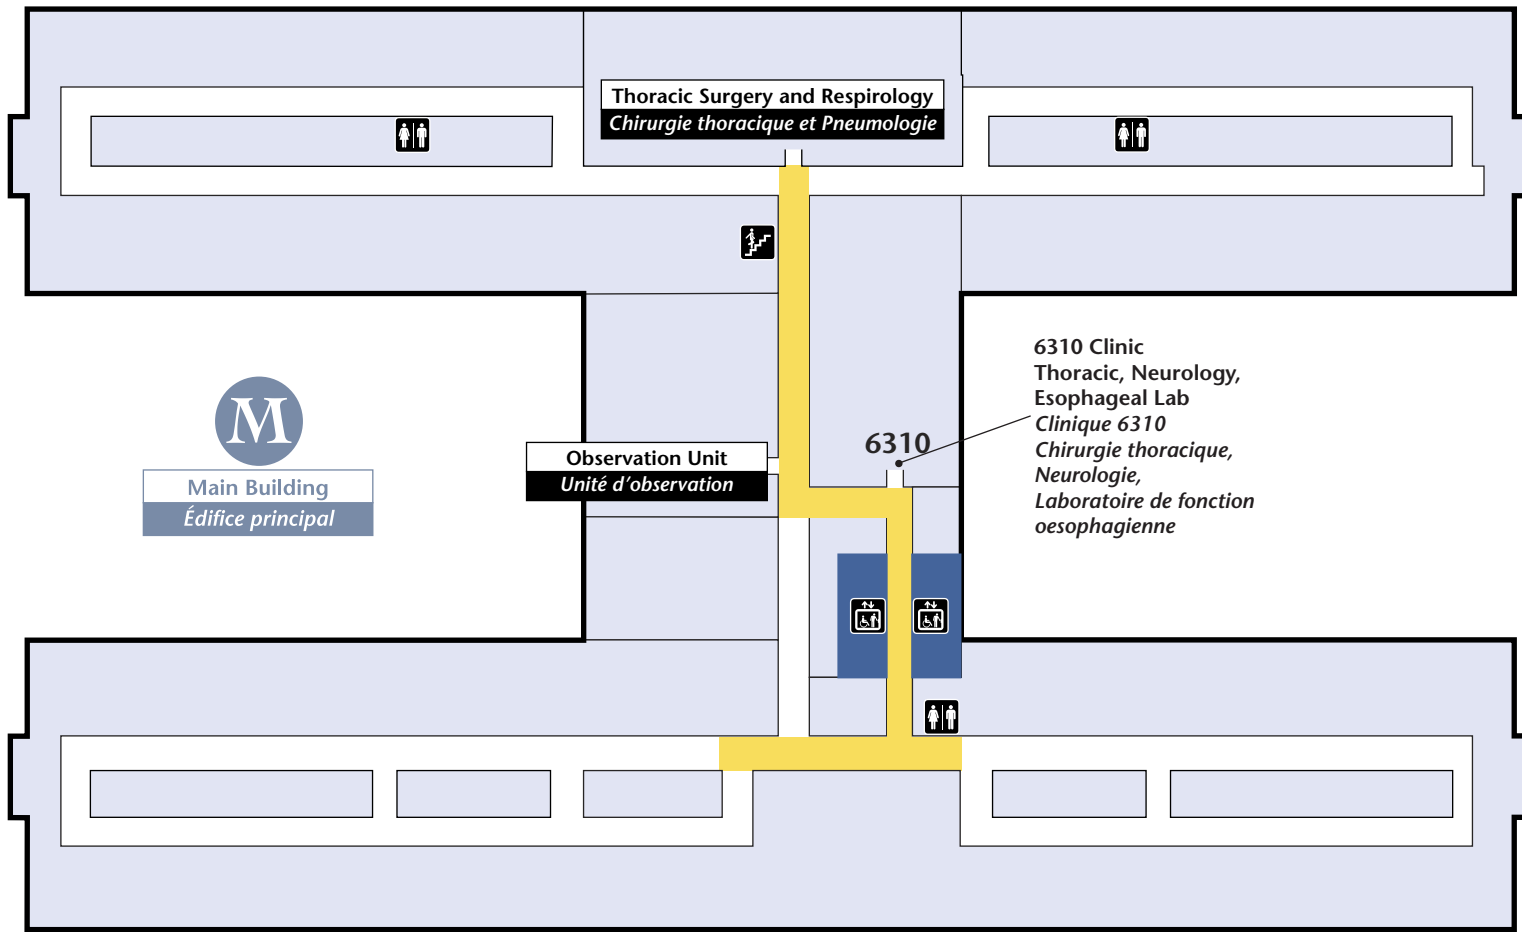 Thoracic Surgery and Respirology
Chirurgie thoracique et Pneumologie
6310 Clinic
Thoracic, Neurology,
Esophageal Lab
Clinique 6310
Chirurgie thoracique,
Neurologie,
Laboratoire de fonction
oesophagienne
6310
Observation Unit
Unité d’observation
M
Main Building
Édifice principal